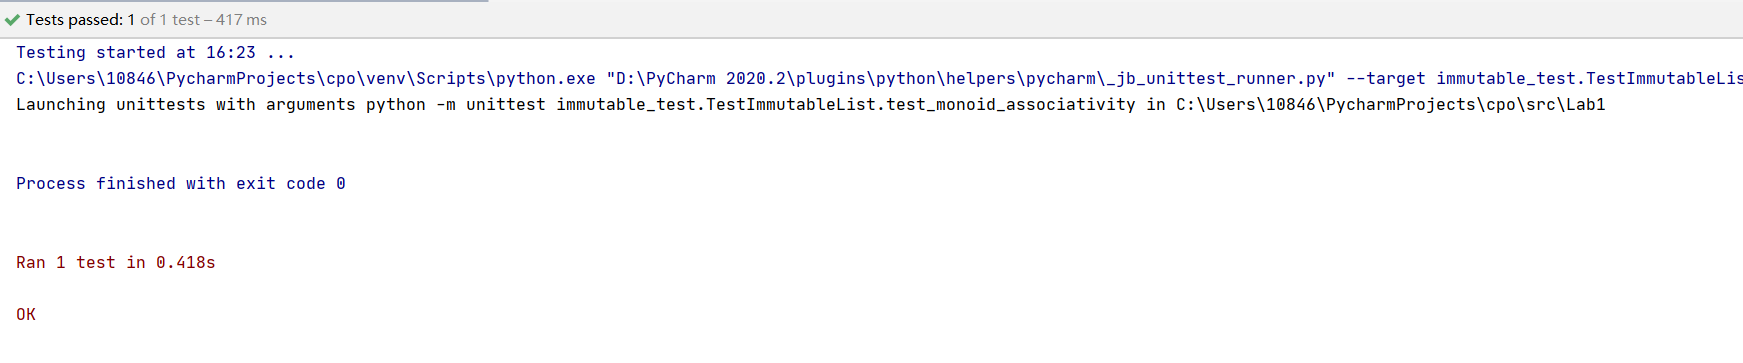 Tests passed: 1 of 1 test – 417 ms
Testing started at 16:23 ...
C:\Users\10846\PycharmProjects\cpo\venv\Scripts\python.exe "D:\PyCharm 2020.2\plugins\python\helpers\pycharm\_jb_unittest_runner.py" --target immutable_test.TestImmutableLis
Launching unittests with arguments python -m unittest immutable_test.TestImmutableList.test_monoid_associativity in C:\Users\10846\PycharmProjects\cpo\src\Lab1
Process finished with exit code 0
Ran 1 test in 0.418s
OK